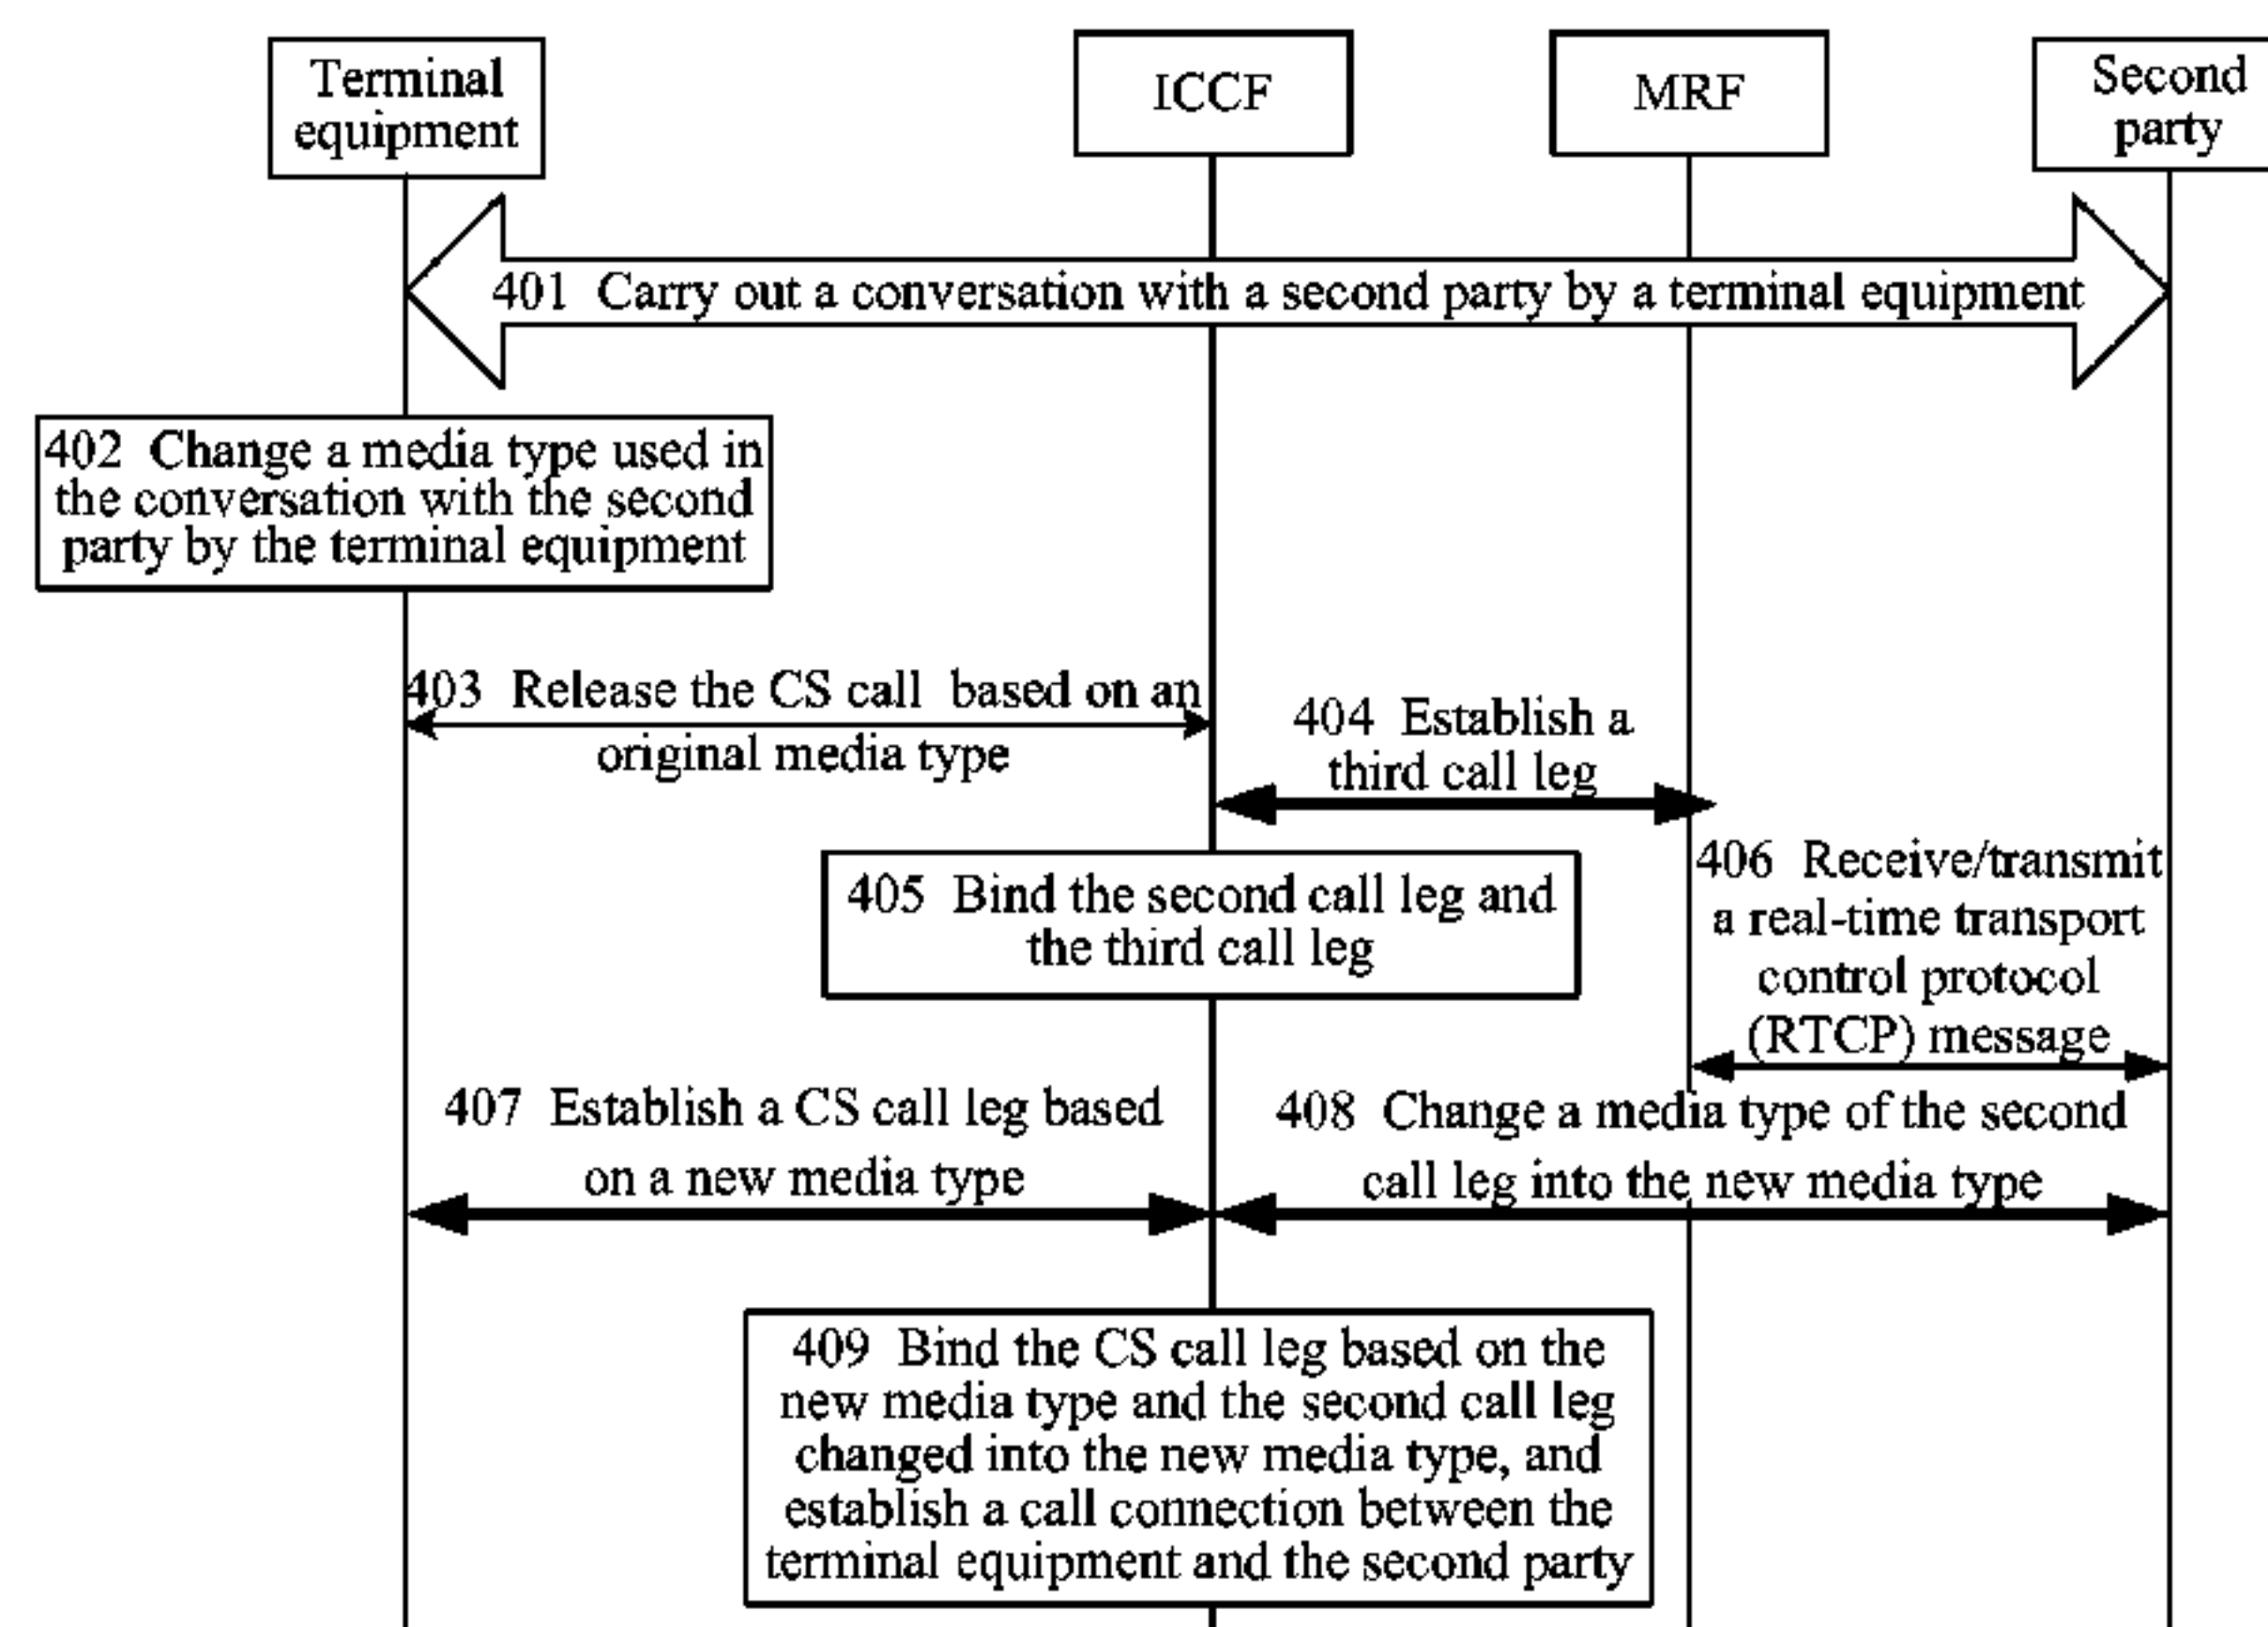 Terminal
equipment
ICCF
MRF
Second
party
401 Carry out a conversation with a second party by a terminal equipment
402 Change a media type used in
the conversation with the second
party by the terminal equipment
403 Release the CS call based on an
original media type
404 Establish a
third call leg
405 Bind the second call leg and
the third call leg
406 Receive/transmit
a real-time transport
control protocol
(RTCP) message
407 Establish a CS call leg based
on a new media type
408 Change a media type of the second
call leg into the new media type
409 Bind the CS call leg based on the
new media type and the second call leg
changed into the new media type, and
establish a call connection between the
terminal equipment and the second party